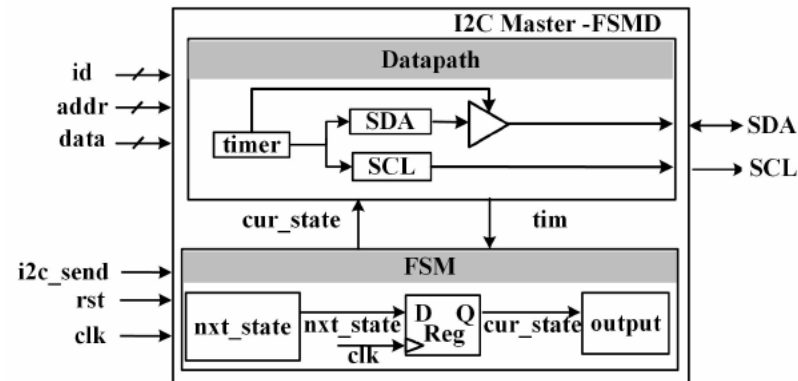 I2C Master -FSMD
Datapath
id
addr
data
timer
SDA
SCL
SDA
SCL
cur_state
tim
FSM
i2c_send
rst
clk
nxt_state
nxt_state
clk
D Q
Reg
cur_state
output